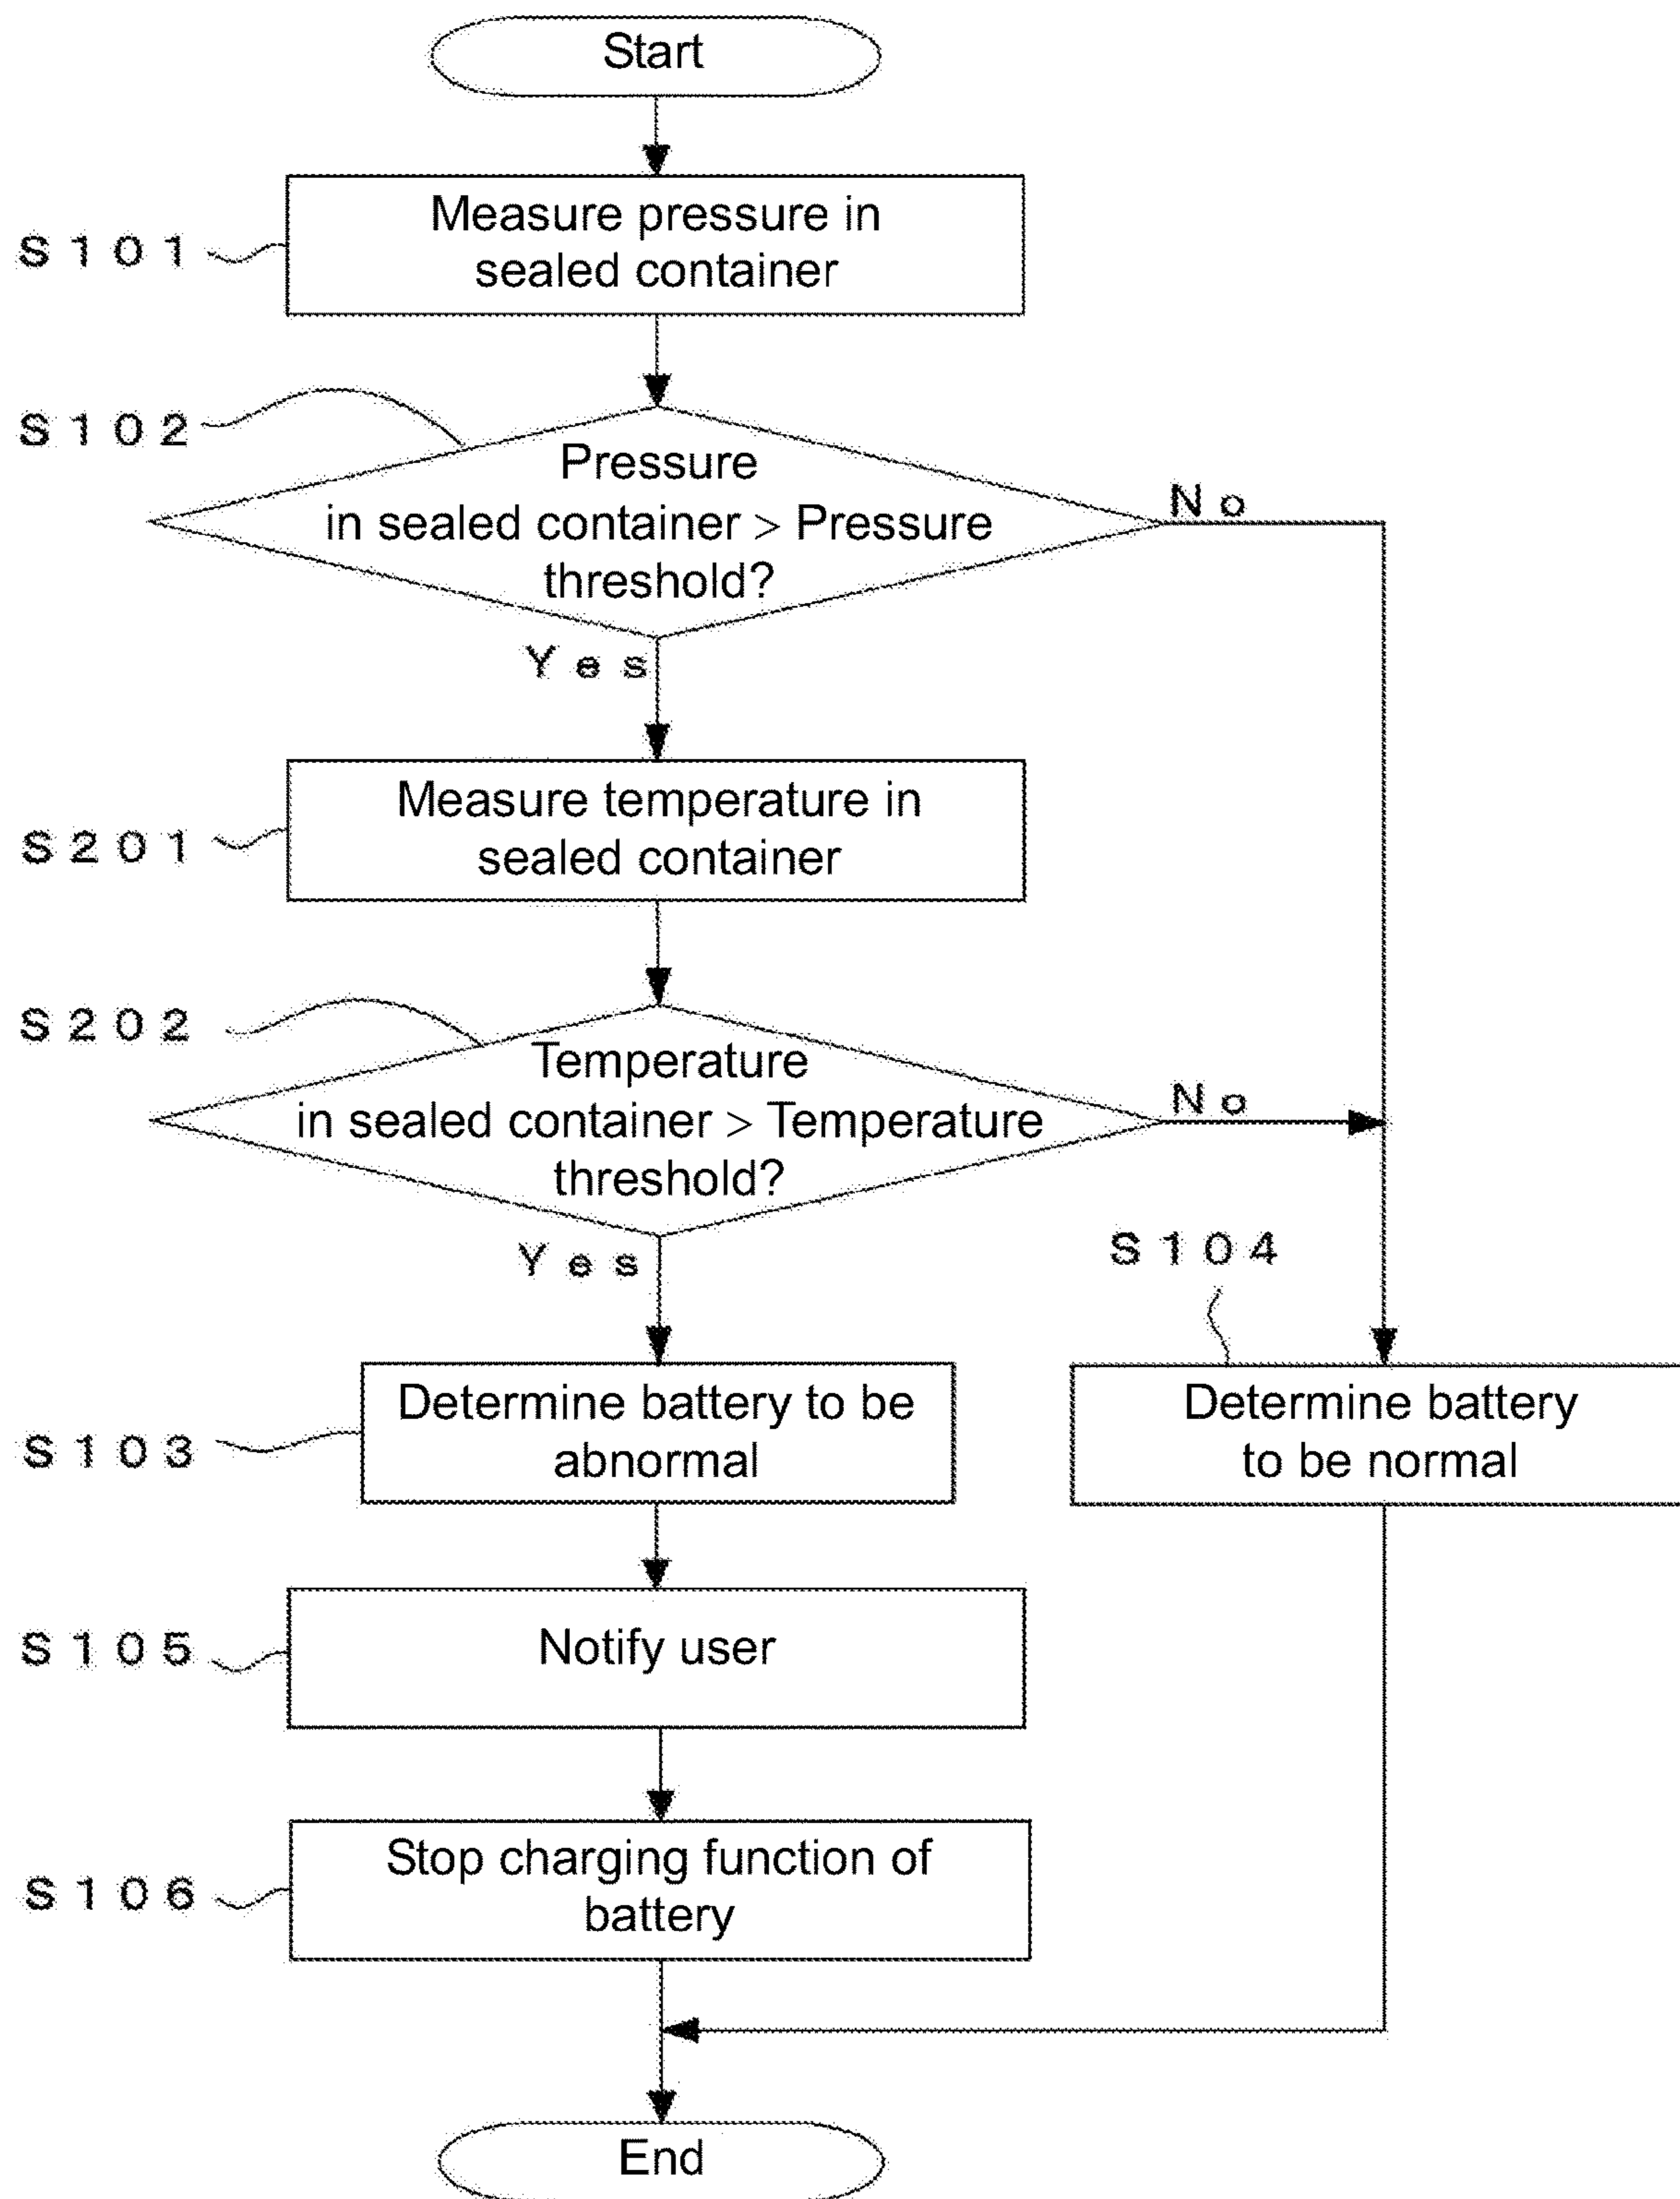 Start
S101
Measure pressure in
sealed container
S102
Pressure
in sealed container > Pressure
threshold?
No
Yes
S201
Measure temperature in
sealed container
S202
Temperature
in sealed container > Temperature
threshold?
No
Yes
S104
S103
Determine battery to be
abnormal
Determine battery
to be normal
S105
Notify user
S106
Stop charging function of
battery
End